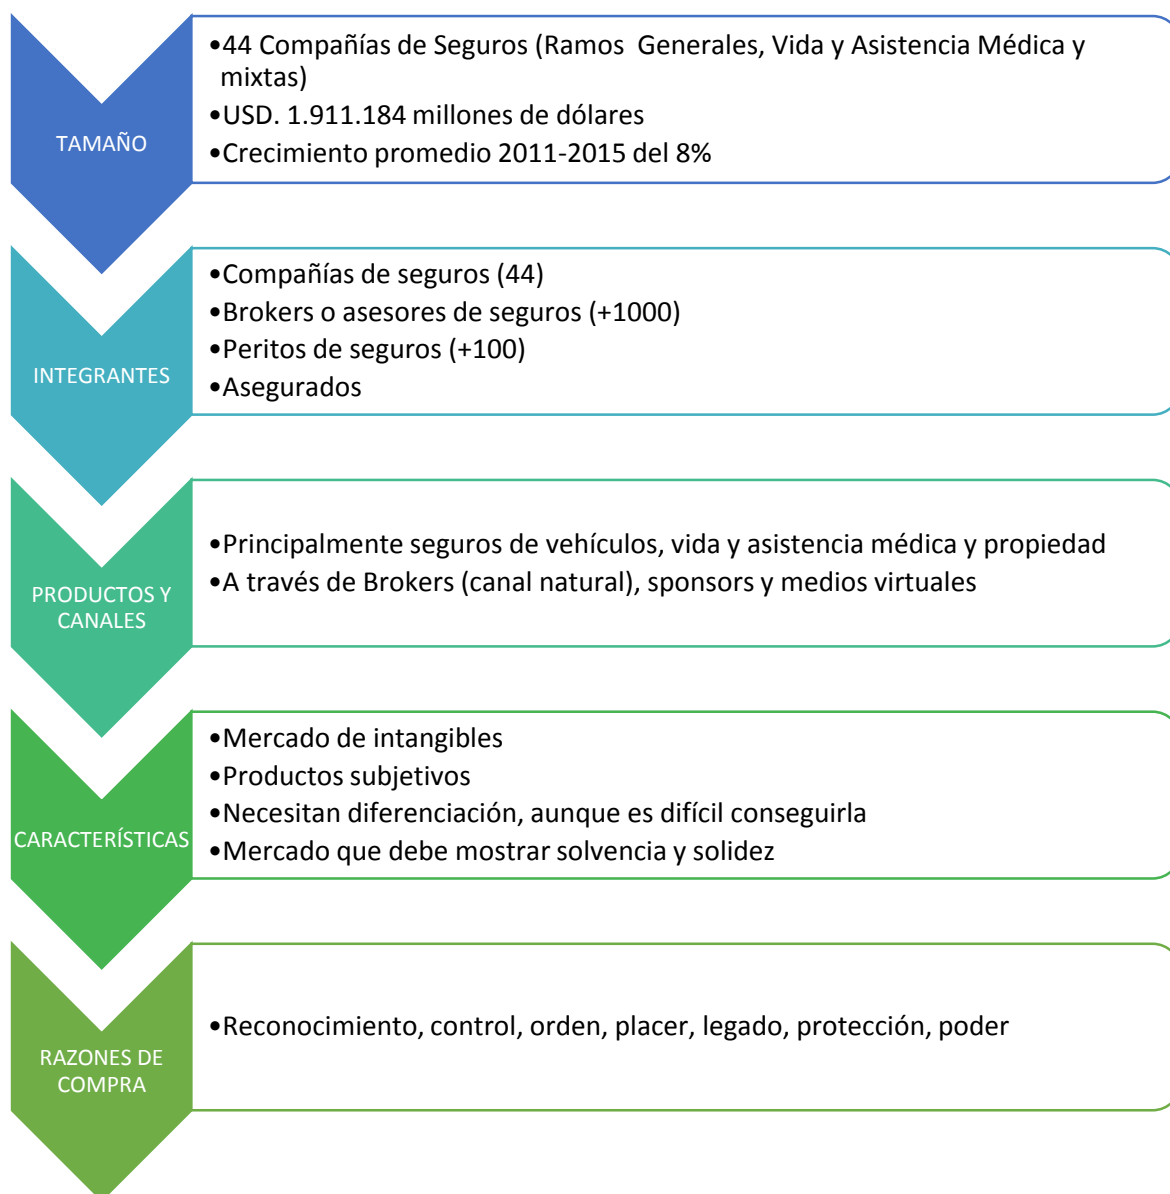 TAMAÑO
•44 Compañías de Seguros (Ramos  Generales, Vida y Asistencia Médica y
mixtas)
•USD. 1.911.184 millones de dólares
•Crecimiento promedio 2011-2015 del 8%
INTEGRANTES
•Compañías de seguros (44)
•Brokers o asesores de seguros (+1000)
•Peritos de seguros (+100)
•Asegurados
PRODUCTOS Y
CANALES
•Principalmente seguros de vehículos, vida y asistencia médica y propiedad
•A través de Brokers (canal natural), sponsors y medios virtuales
CARACTERÍSTICAS
•Mercado de intangibles
•Productos subjetivos
•Necesitan diferenciación, aunque es difícil conseguirla
•Mercado que debe mostrar solvencia y solidez
RAZONES DE
COMPRA
•Reconocimiento, control, orden, placer, legado, protección, poder